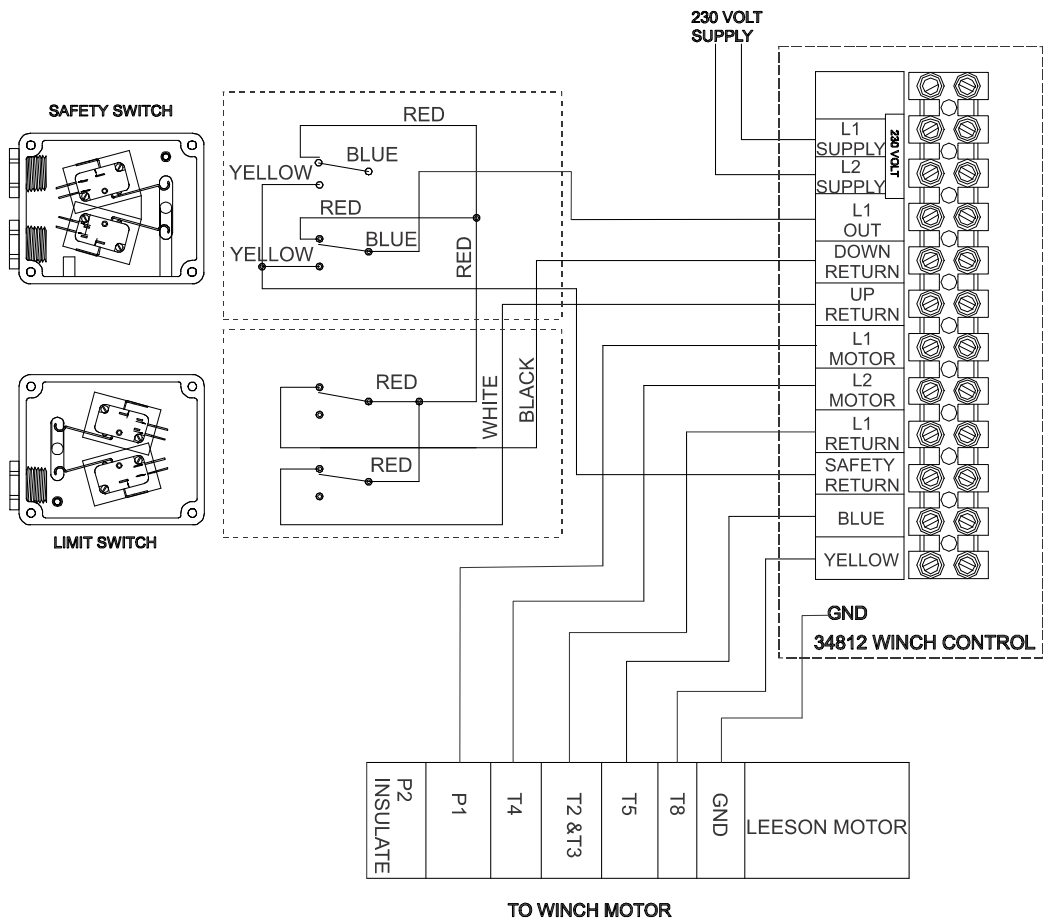 230 VOLT
SUPPLY
SAFETY SWITCH
RED
BLUE
YELLOW
RED
BLUE
YELLOW
RED
L1
SUPPLY
L2
SUPPLY
230 VOLT
L1
OUT
DOWN
RETURN
UP
RETURN
L1
MOTOR
L2
MOTOR
L1
RETURN
SAFETY
RETURN
BLUE
YELLOW
RED
WHITE
BLACK
RED
LIMIT SWITCH
GND
34812 WINCH CONTROL
P2
INSULATE
P1
T4
T2 &T3
T5
T8
GND
LEESON MOTOR
TO WINCH MOTOR